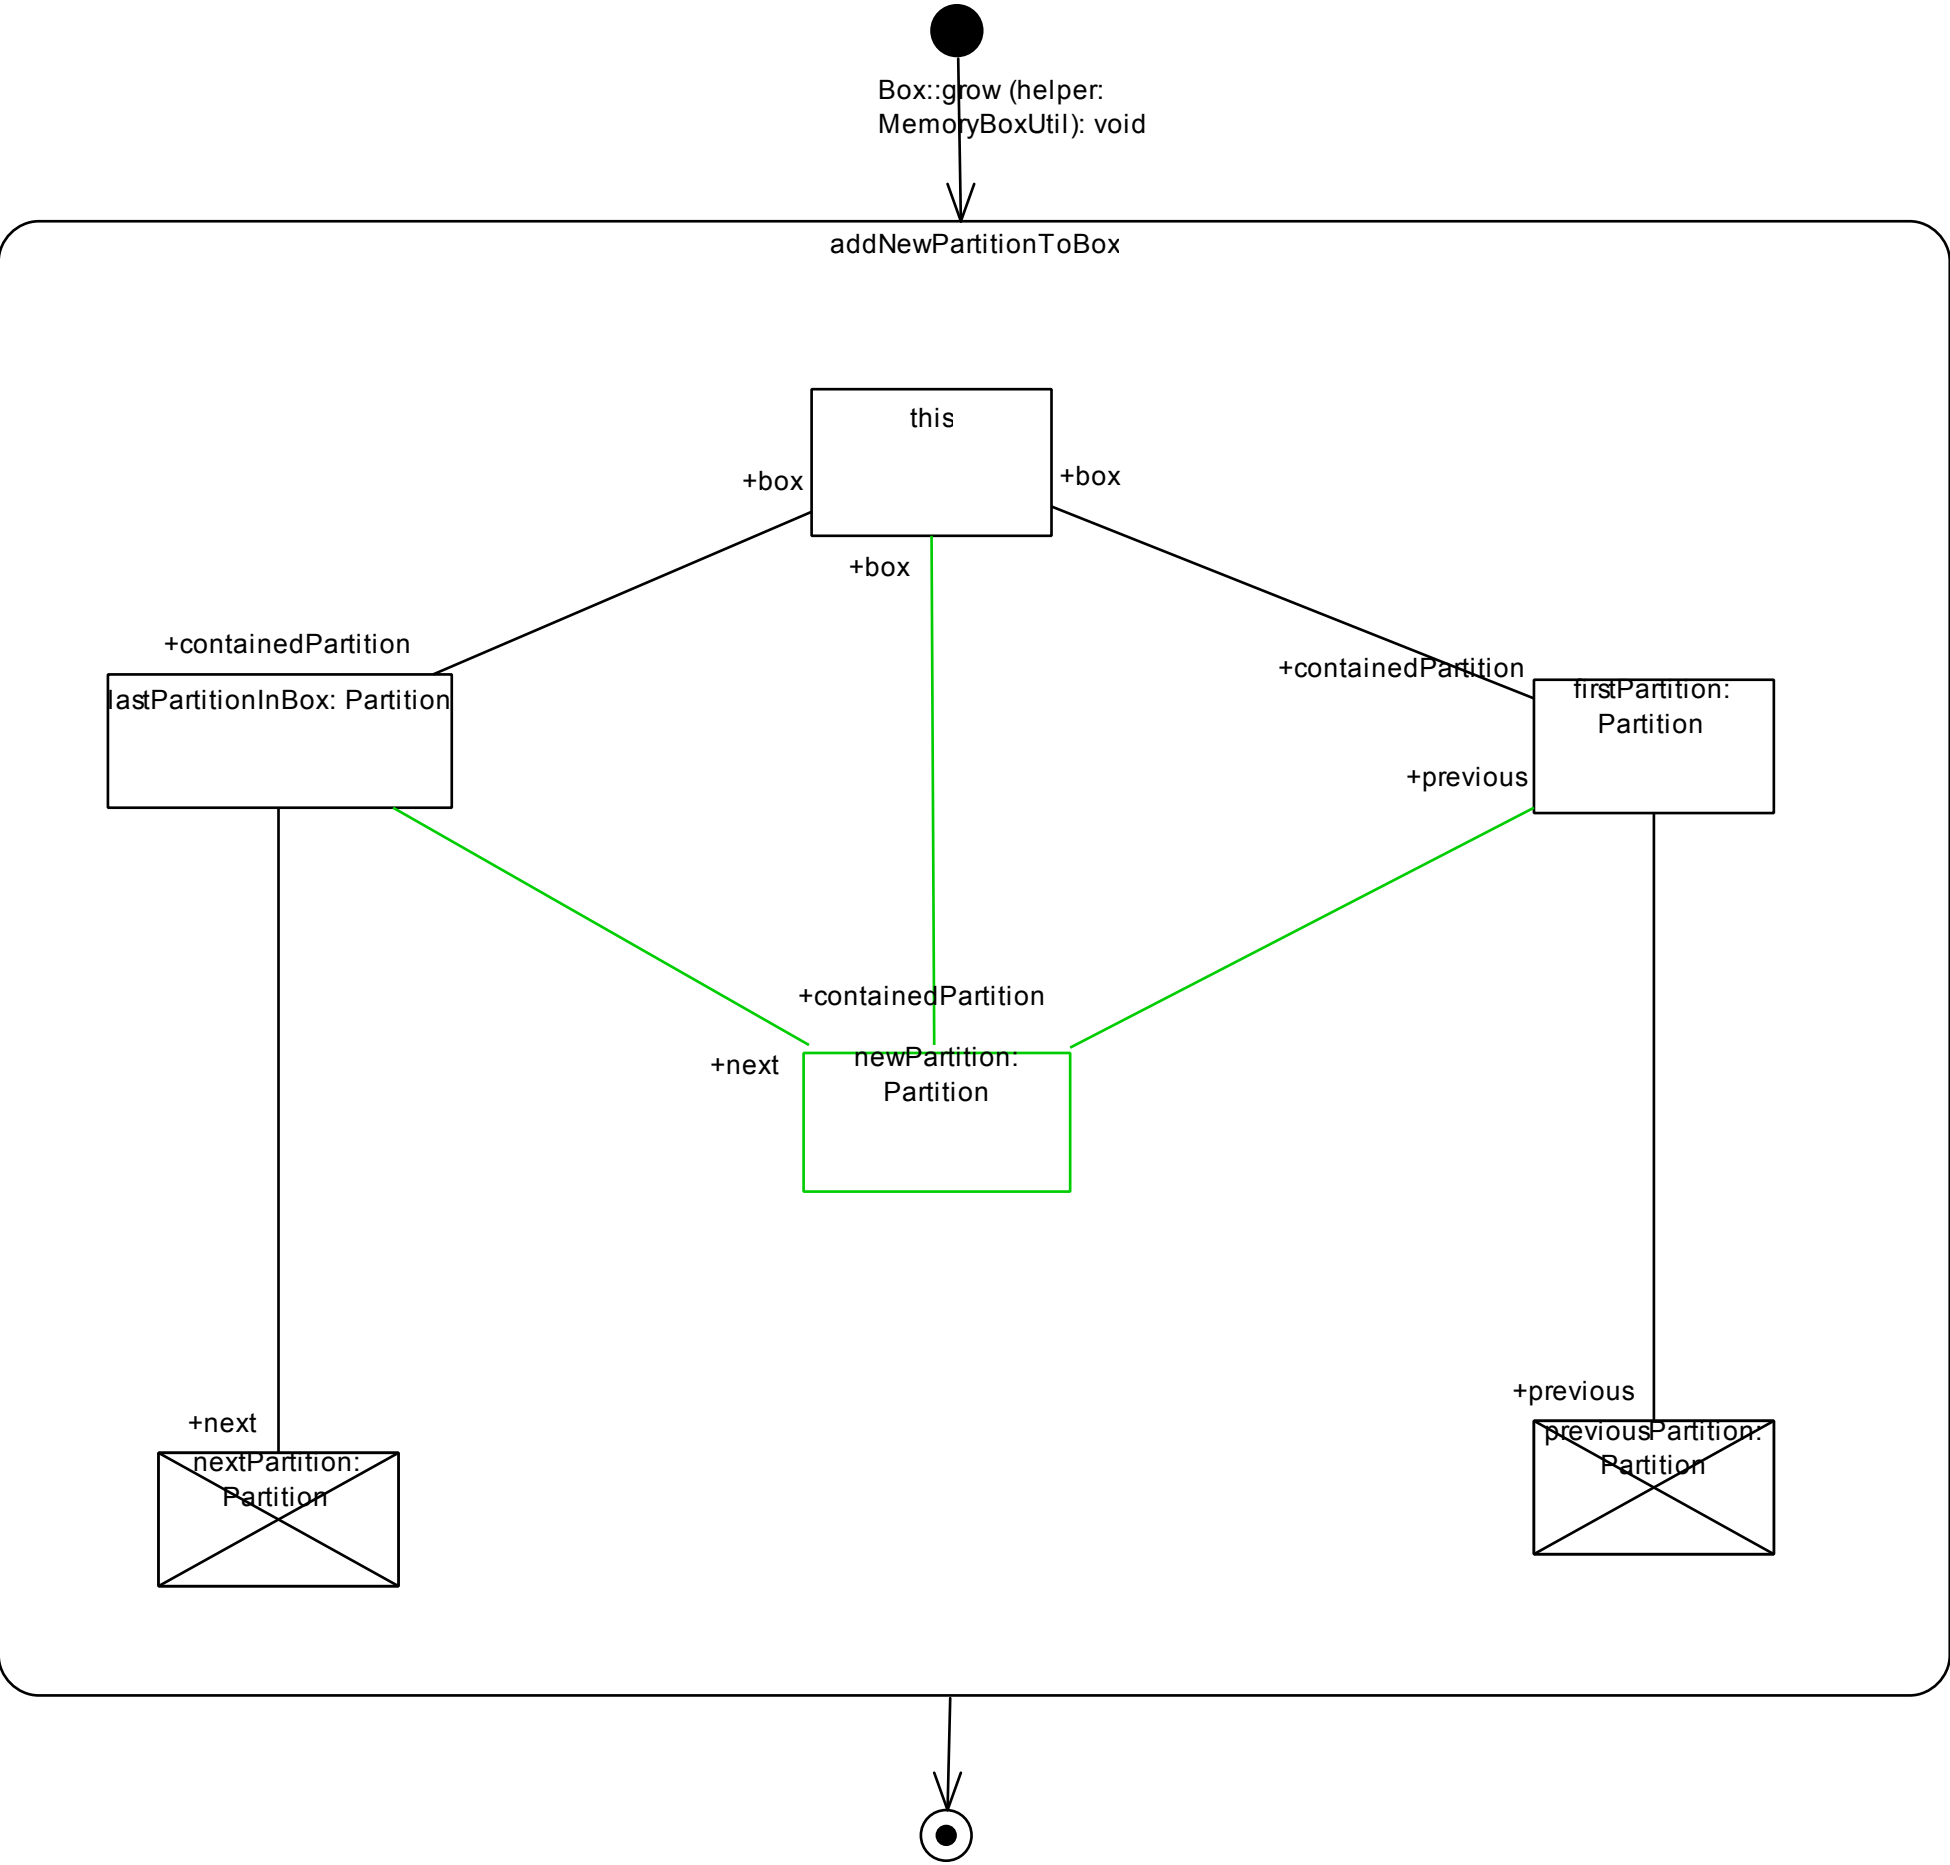 Box::grow (helper:
MemoryBoxUtil): void
addNewPartitionToBox
this
+box
+box
+box
+containedPartition
+containedPartition
lastPartitionInBox: Partition
firstPartition:
Partition
+previous
+containedPartition
+next
newPartition:
Partition
+previous
+next
previousPartition:
Partition
nextPartition:
Partition